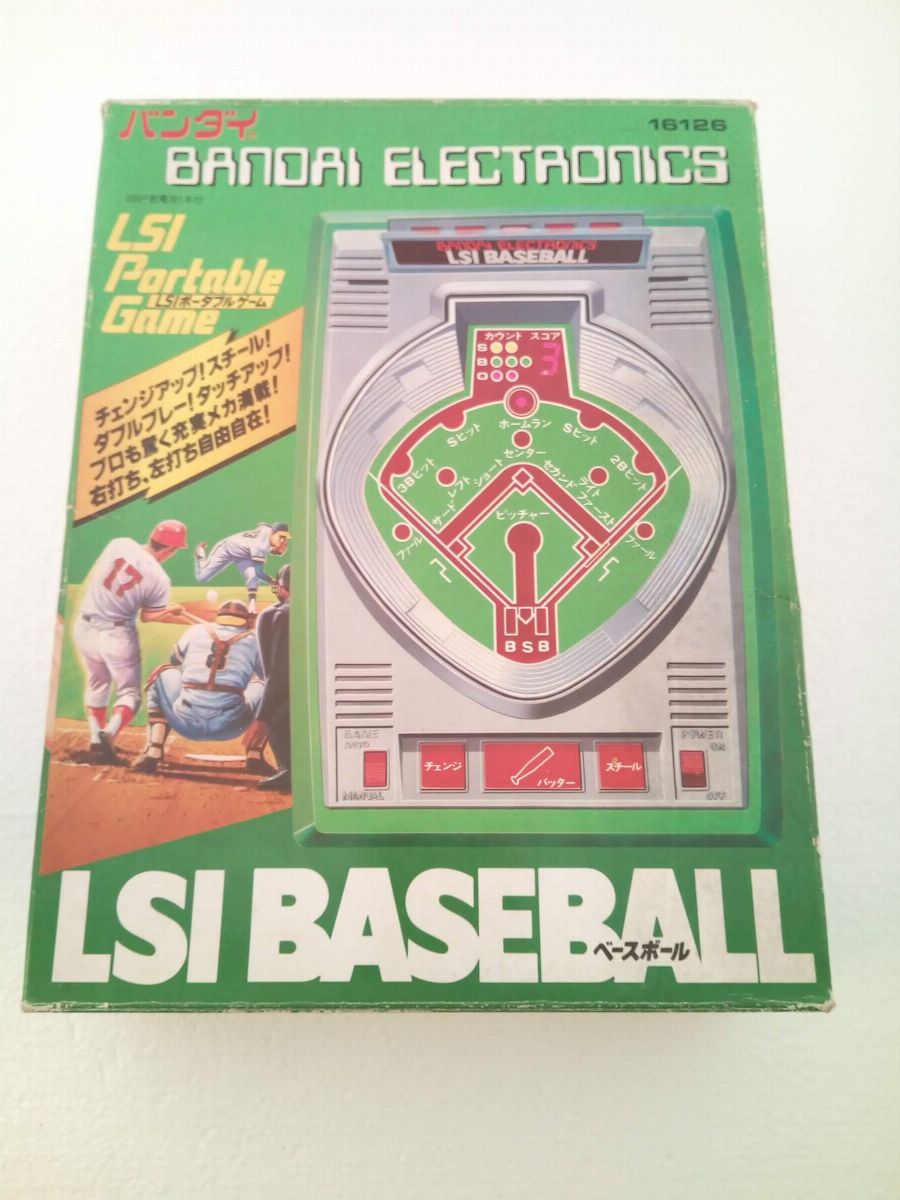 バンダイ
16126
BANDAI ELECTRONICS
LSI
Portable
LSIポータブルゲーム
Game
チェンジアップ!スチール!
ダブルプレー!タッチアップ!
プロも驚く充実メカ満載!
右打ち、左打ち自由自在!
BANDAI ELECTRONICS
LSI BASEBALL
カウント スコア
S
B
O
3
ホームラン
Sヒット Sヒット
センター
3Bヒット 2Bヒット
レフト ショート セカンド ライト
サード ファースト
ピッチャー
ファール ファール
BSB
17
8
GAME
AUTO
MANUAL
チェンジ
バッター
スチール
POWER
ON
OFF
LSI BASEBALL
ベースボール